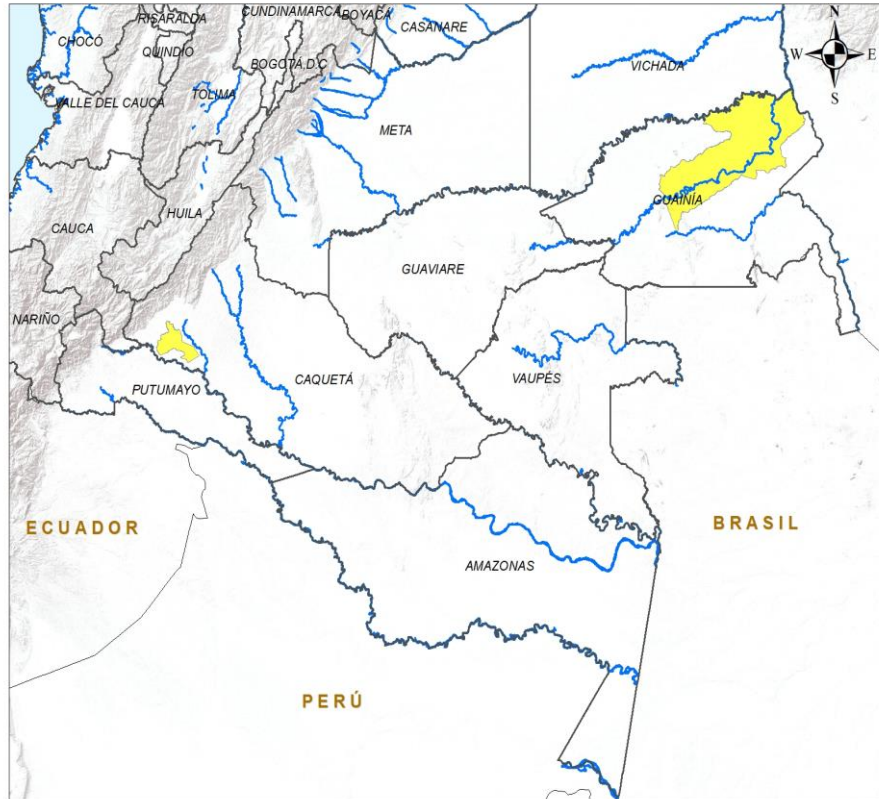 CUNDINAMARCA
BOYACÁ
RISARALDA
CASANARE
CHOCÓ
QUINDIO
BOGOTA D.C
VICHADA
N
W
E
S
TOLIMA
VALLE DEL CAUCA
META
GUAINÍA
HUILA
CAUCA
GUAVIARE
NARIÑO
CAQUETÁ
VAUPÉS
PUTUMAYO
ECUADOR
BRASIL
AMAZONAS
PERÚ